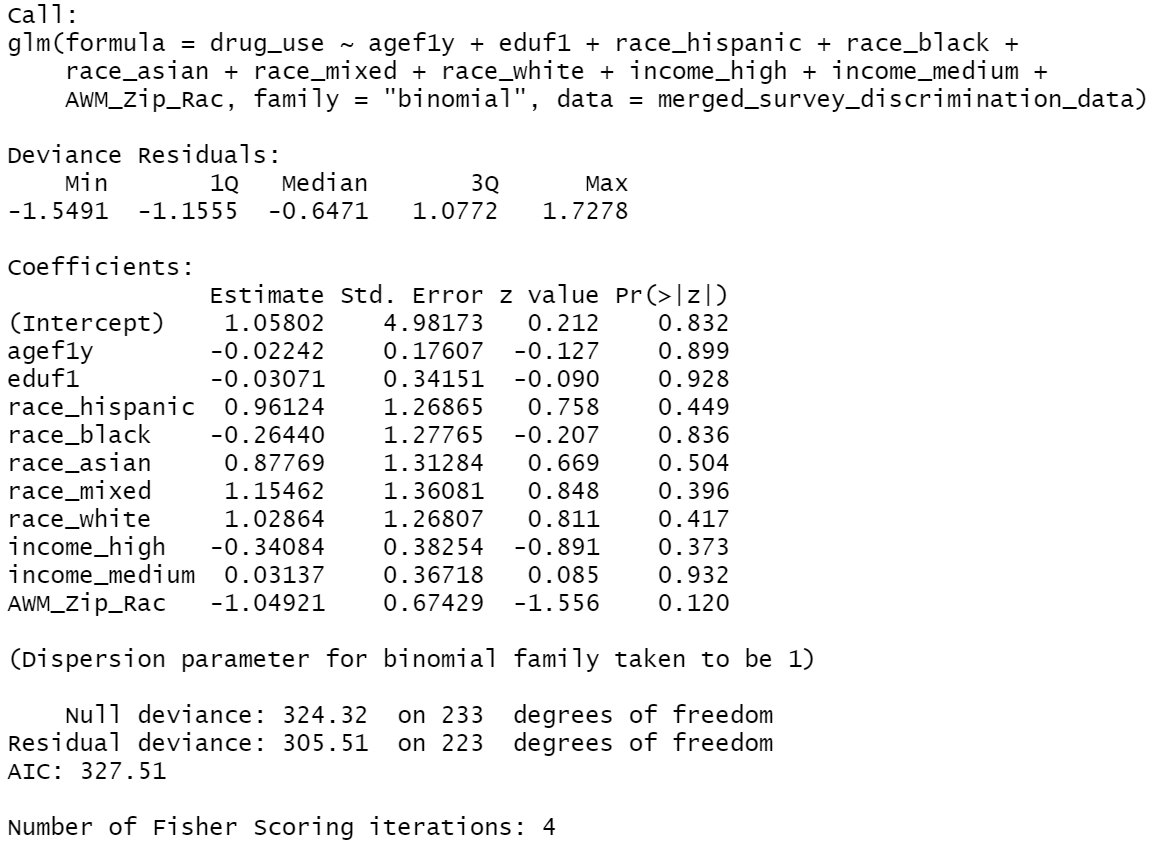 Call:
glm(formula = drug_use ~ agef1y + eduf1 + race_hispanic + race_black +
    race_asian + race_mixed + race_white + income_high + income_medium +
    AWM_Zip_Rac, family = "binomial", data = merged_survey_discrimination_data)

Deviance Residuals:
    Min       1Q   Median       3Q      Max
-1.5491  -1.1555  -0.6471   1.0772   1.7278

Coefficients:
              Estimate Std. Error z value Pr(>|z|)
(Intercept)    1.05802    4.98173   0.212    0.832
agef1y        -0.02242    0.17607  -0.127    0.899
eduf1         -0.03071    0.34151  -0.090    0.928
race_hispanic  0.96124    1.26865   0.758    0.449
race_black    -0.26440    1.27765  -0.207    0.836
race_asian     0.87769    1.31284   0.669    0.504
race_mixed     1.15462    1.36081   0.848    0.396
race_white     1.02864    1.26807   0.811    0.417
income_high   -0.34084    0.38254  -0.891    0.373
income_medium  0.03137    0.36718   0.085    0.932
AWM_Zip_Rac   -1.04921    0.67429  -1.556    0.120

(Dispersion parameter for binomial family taken to be 1)

    Null deviance: 324.32  on 233  degrees of freedom
Residual deviance: 305.51  on 223  degrees of freedom
AIC: 327.51

Number of Fisher Scoring iterations: 4